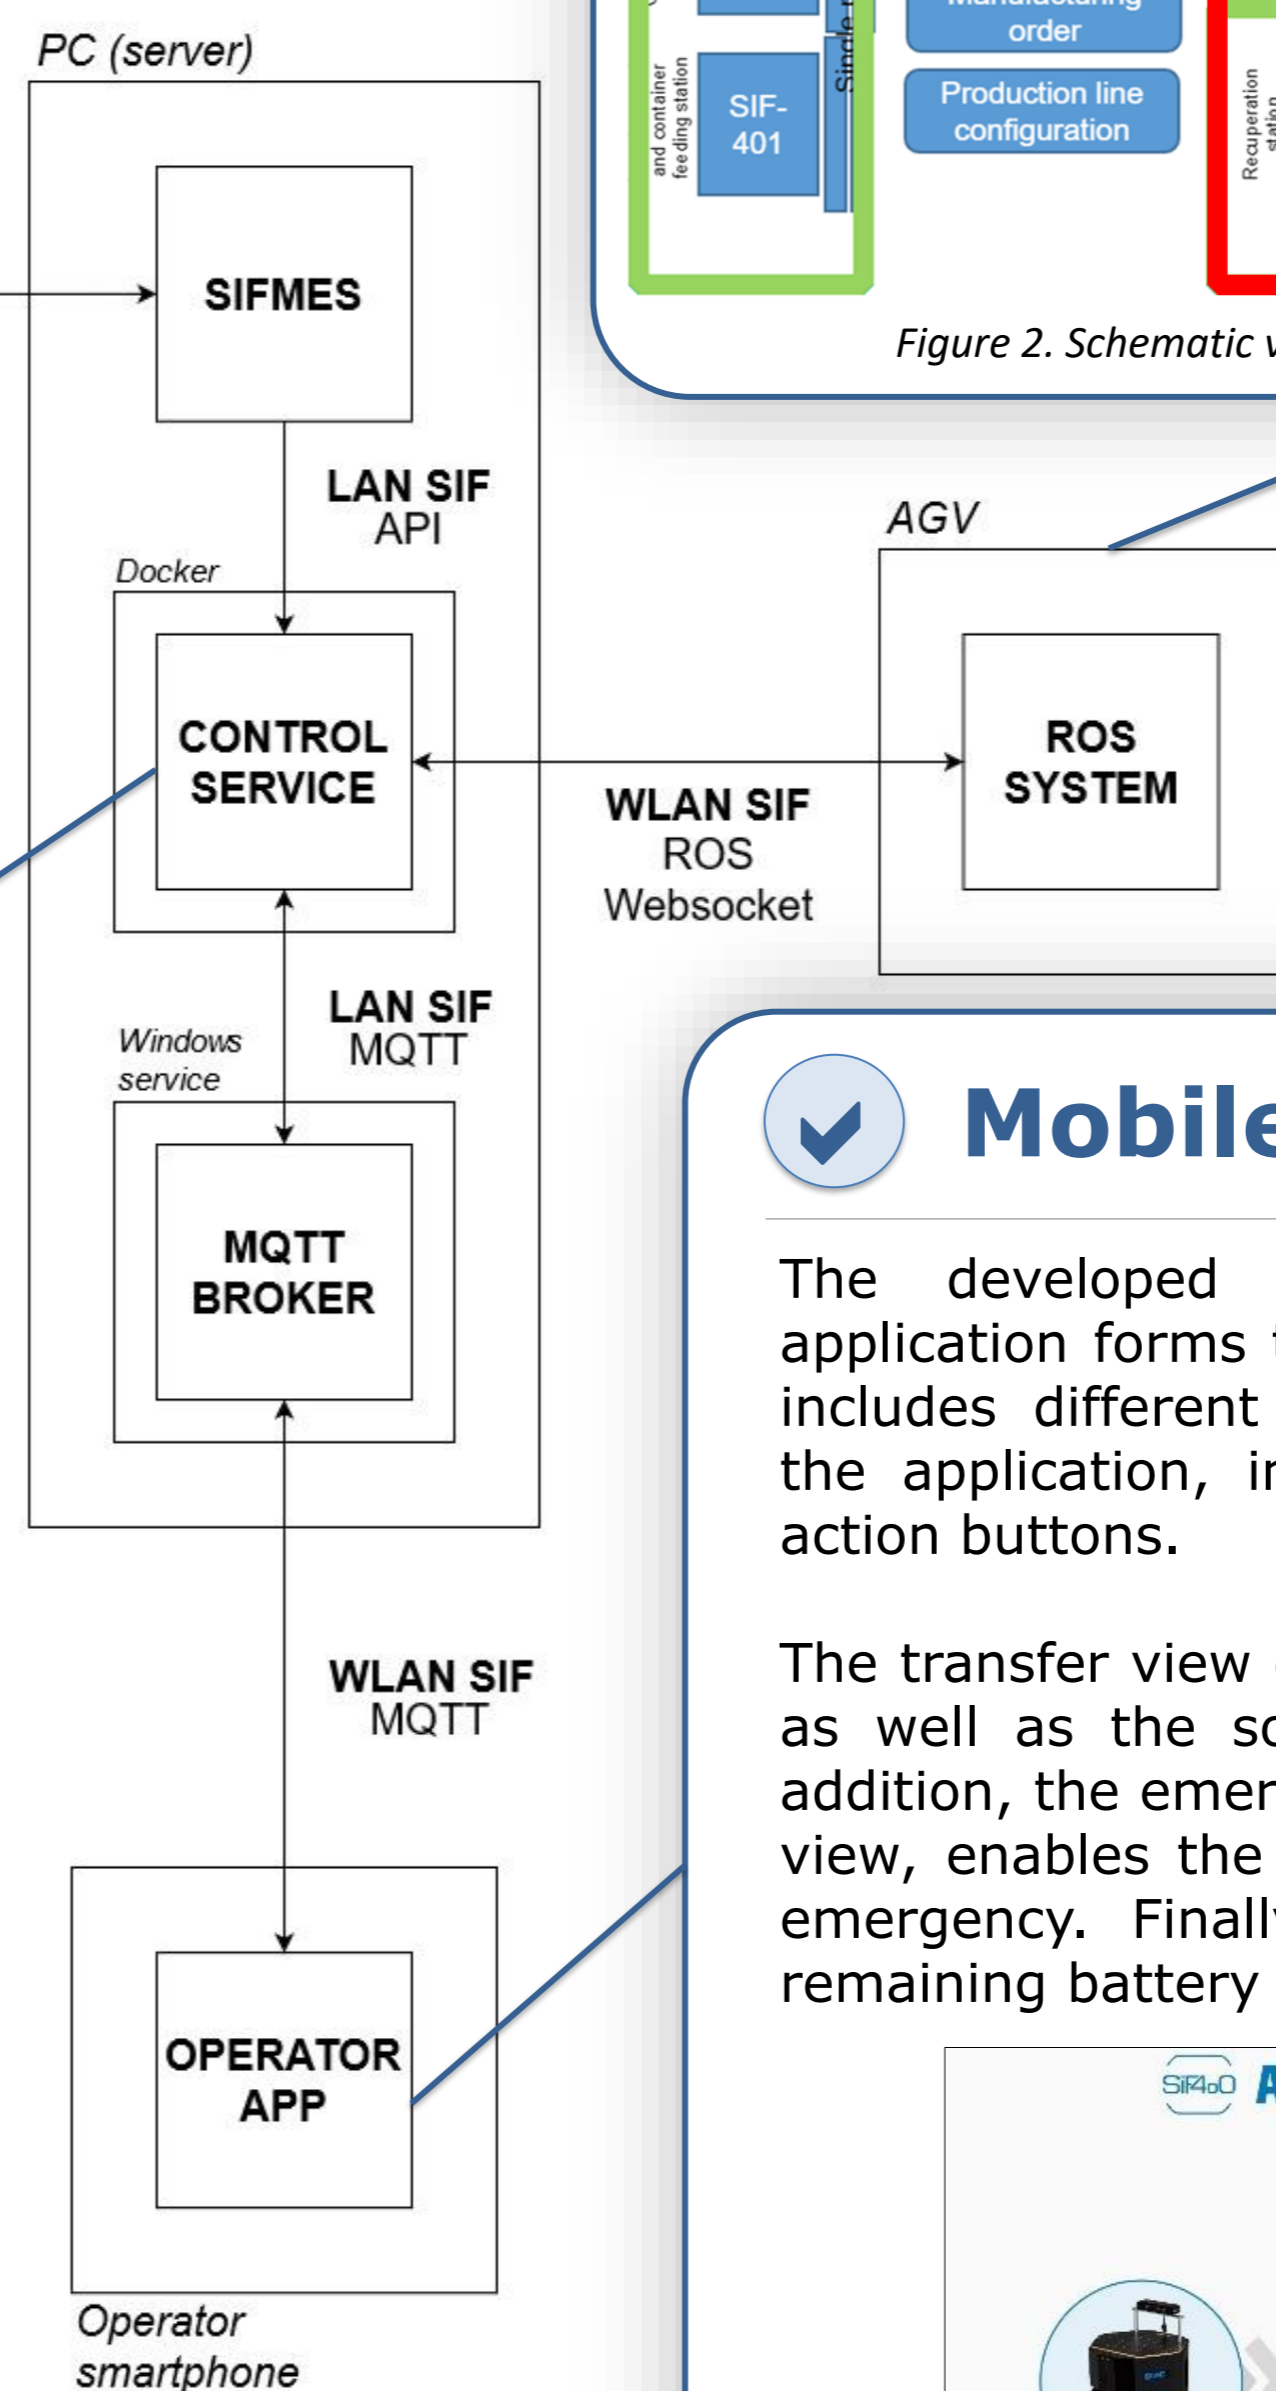 PC (server)
SIFMES
LAN SIF
API
Docker
CONTROL
SERVICE
LAN SIF
MQTT
Windows
service
MQTT
BROKER
WLAN SIF
MQTT
OPERATOR
APP
Operator
smartphone
and container
feeding station
SIF-
401
Single
Manufacturing
order
Production line
configuration
Recuperation
station
Figure 2. Schematic
AGV
ROS
SYSTEM
WLAN SIF
ROS
Websocket
Mobile
The developed
application forms
includes different
the application,
action buttons.
The transfer view
as well as the
addition, the
view, enables the
emergency.
remaining battery
SiF4.0